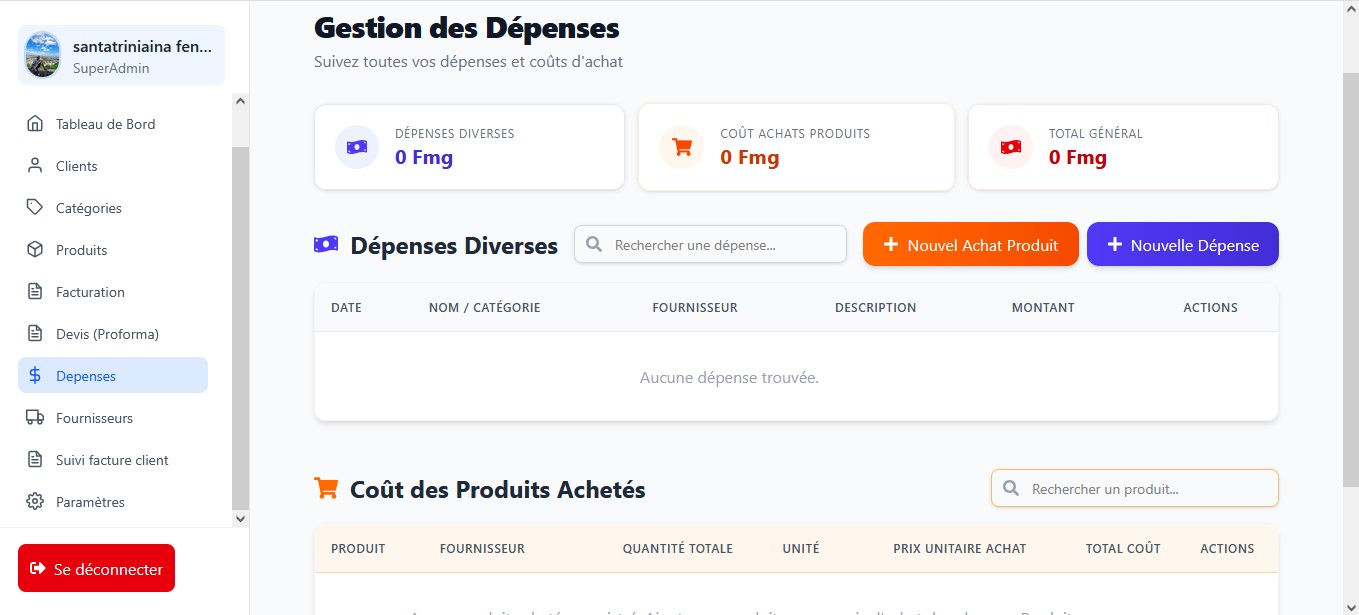 santatriniaina fen...
SuperAdmin
Tableau de Bord
Clients
Catégories
Produits
Facturation
Devis (Proforma)
Depenses
Fournisseurs
Suivi facture client
Paramètres
Se déconnecter
Gestion des Dépenses
Suivez toutes vos dépenses et coûts d'achat
DÉPENSES DIVERSES
0 Fmg
COÛT ACHATS PRODUITS
0 Fmg
TOTAL GÉNÉRAL
0 Fmg
Dépenses Diverses
Rechercher une dépense...
Nouvel Achat Produit
Nouvelle Dépense
DATE NOM / CATÉGORIE FOURNISSEUR DESCRIPTION MONTANT ACTIONS
Aucune dépense trouvée.
Coût des Produits Achetés
Rechercher un produit...
PRODUIT FOURNISSEUR QUANTITÉ TOTALE UNITÉ PRIX UNITAIRE ACHAT TOTAL COÛT ACTIONS